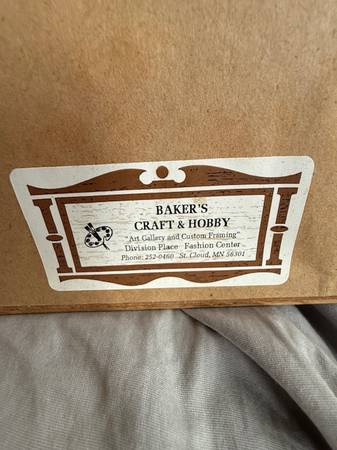 BAKER'S
CRAFT & HOBBY
"Art Gallery and Custom Framing"
Division Place Fashion Center
Phone: 252-0460 St. Cloud, MN 56301